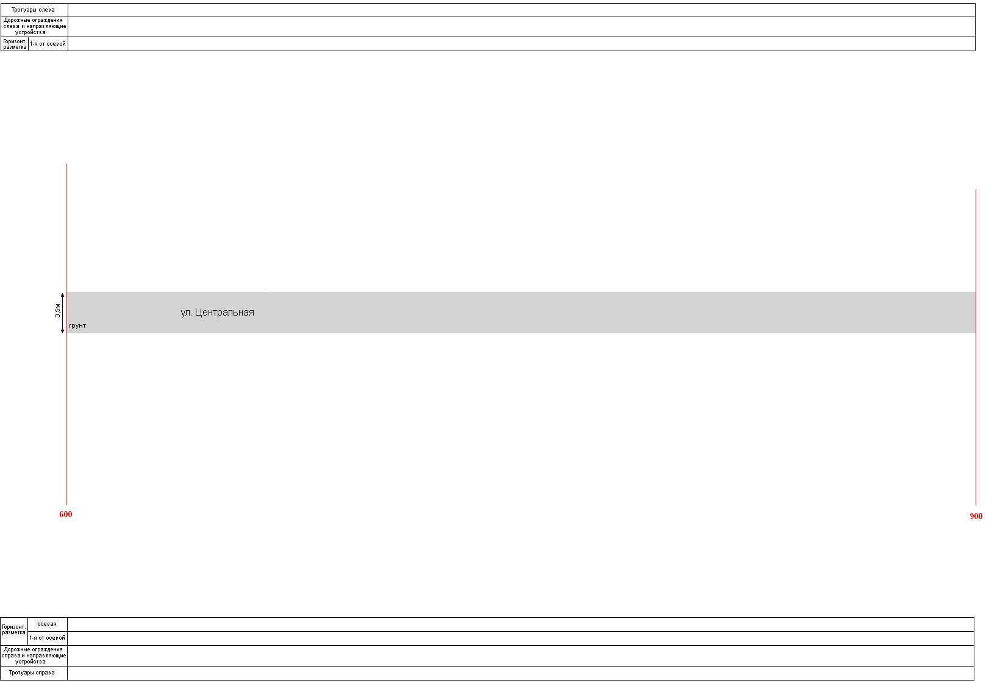 Тротуары слева
Дорожные ограждения
слева и направляющие
устройства
Горизонт.
разметка
1-я от осевой
3,5м
ул. Центральная
грунт
600
900
Горизонт.
разметка
осевая
1-я от осевой
Дорожные ограждения
справа и направляющие
устройства
Тротуары справа